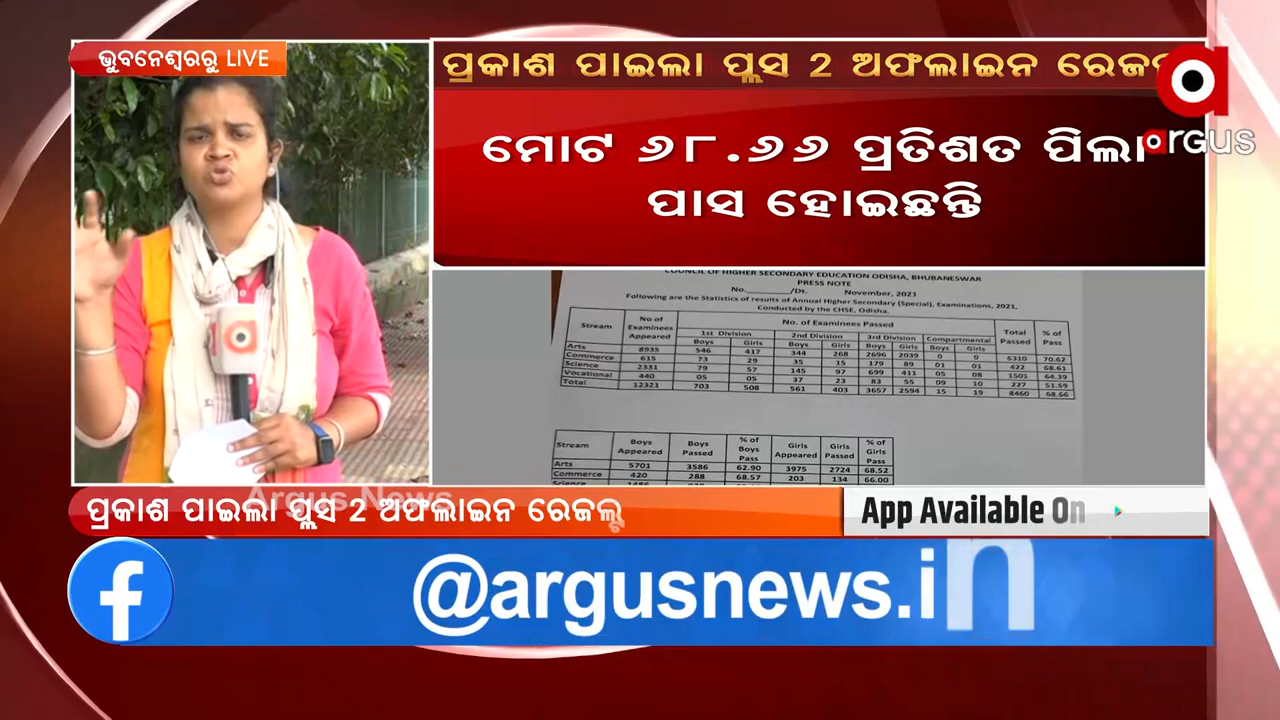 ଭୁବନେଶ୍ୱରରୁ LIVE
ପ୍ରକାଶ ପାଇଲା ପ୍ଲସ 2 ଅଫଲାଇନ
argus
ମୋଟ ୬୮.୬୬ ପ୍ରତିଶତ ପିଲା
ପାସ ହୋଇଛନ୍ତି
COUNCIL OF HIGHER SECONDARY EDUCATION ODISHA, BHUBANESWAR
PRESS NOTE
No.______/Dt. November, 2021
Following are the Statistics of results of Annual Higher Secondary (Special), Examinations, 2021,
Conducted by the CHSE, Odisha.
Stream No of Examinees Appeared No. of Examinees Passed Total Passed % of Pass
1st Division 2nd Division 3rd Division Compartmental
Boys Girls Boys Girls Boys Girls Boys Girls
Arts 8935 546 417 344 268 2696 2039 0 0 6310 70.62
Commerce 615 73 29 35 15 179 89 01 01 422 68.61
Science 2331 79 57 145 97 699 411 05 08 1501 64.39
Vocational 440 05 05 37 23 83 55 09 10 227 51.59
Total 12321 703 508 561 403 3657 2594 15 19 8460 68.66
Stream Boys Appeared Boys Passed % of Boys Pass Girls Appeared Girls Passed % of Girls Pass
Arts 5701 3586 62.90 3975 2724 68.52
Commerce 420 288 68.57 203 134 66.00
Argus News
ପ୍ରକାଶ ପାଇଲା ପ୍ଲସ 2 ଅଫଲାଇନ ରେଜଲ୍ଟ
App Available On
@argusnews.in